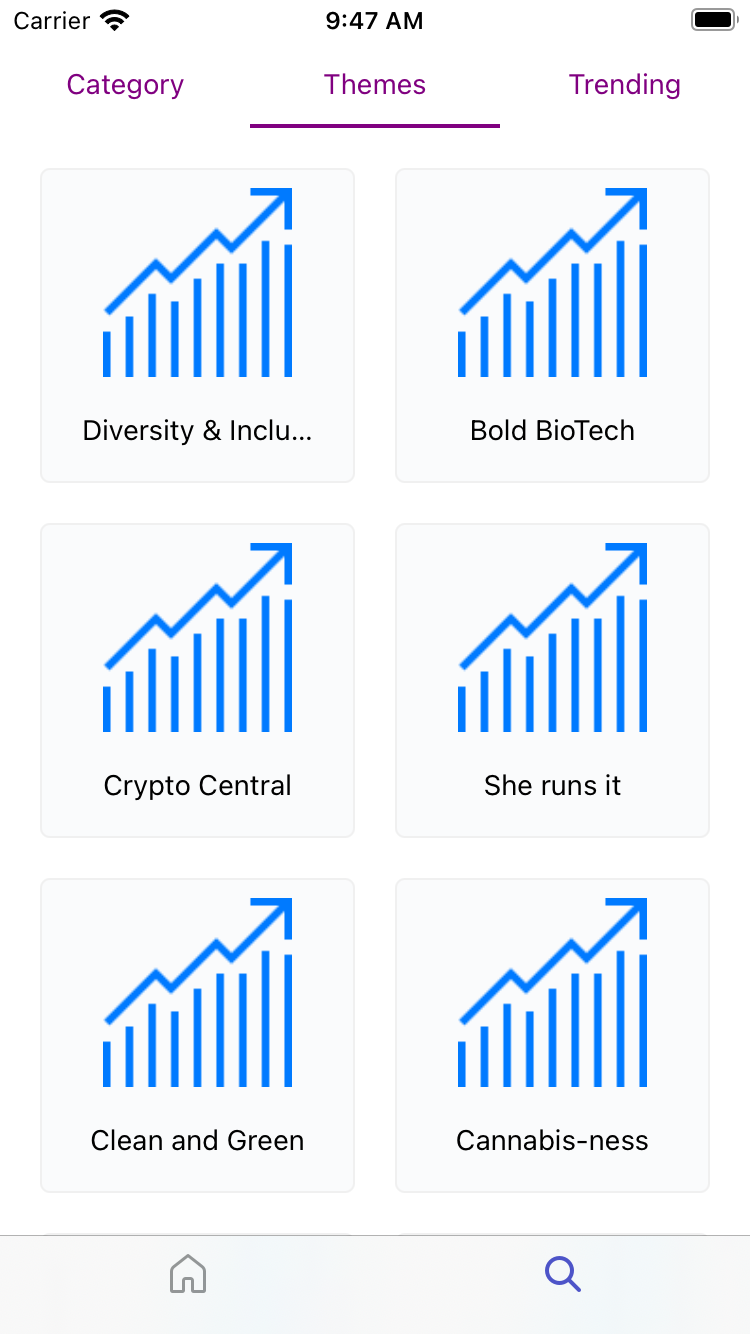 Carrier 9:47 AM
Category Themes Trending
Diversity & Inclu... Bold BioTech
Crypto Central She runs it
Clean and Green Cannabis-ness